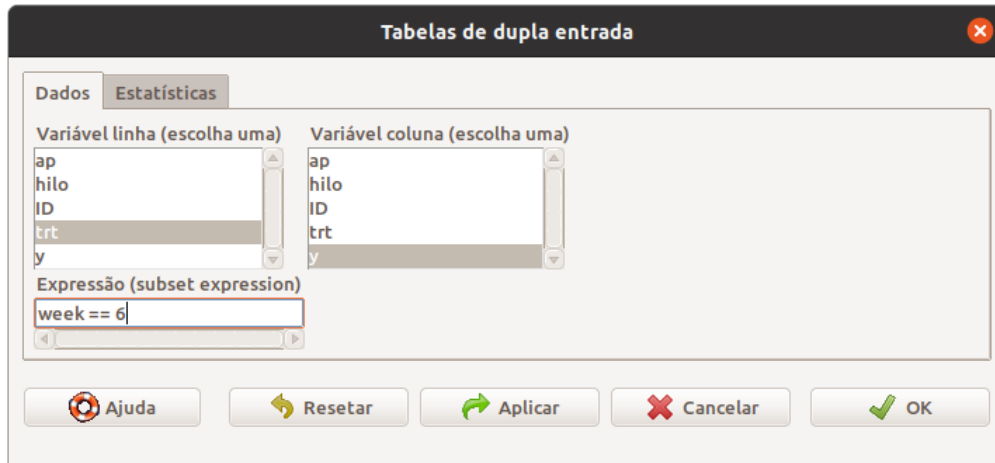 Tabelas de dupla entrada
Dados Estatísticas
Variável linha (escolha uma) Variável coluna (escolha uma)
ap ap
hilo hilo
ID ID
trt trt
y y
Expressão (subset expression)
week == 6
Ajuda Resetar Aplicar Cancelar OK